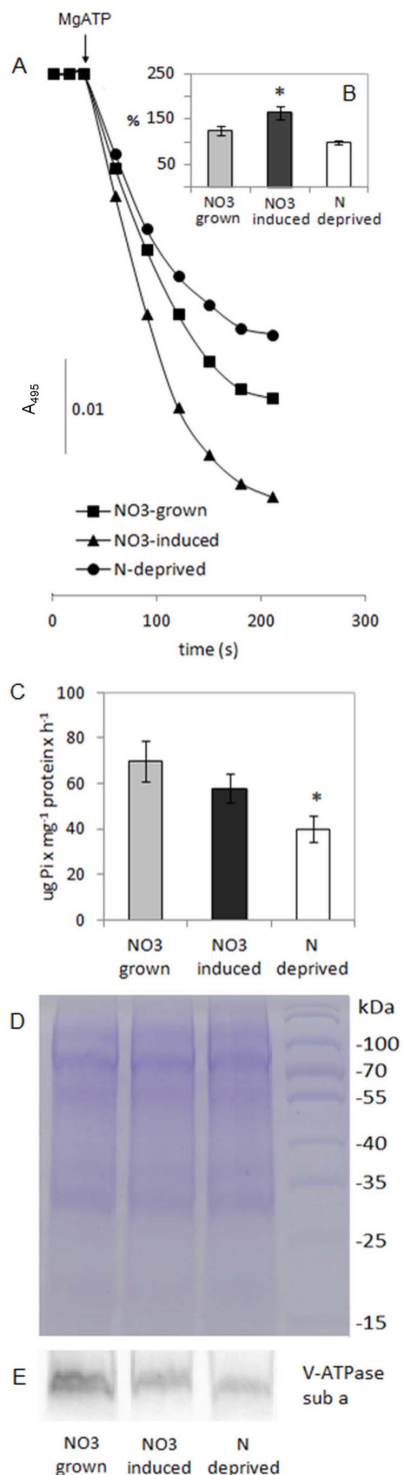 MgATP
A
250
B
%
*
150
50
NO3 grown
NO3 induced
N deprived
A495
0.01
NO3-grown
NO3-induced
N-deprived
0 100 200 300
time (s)
C
100
80
60
40
20
0
ug Pi x mg-1 protein x h-1
*
NO3 grown
NO3 induced
N deprived
D
kDa
-100
-70
-55
-40
-35
-25
-15
E
V-ATPase
sub a
NO3 grown
NO3 induced
N deprived